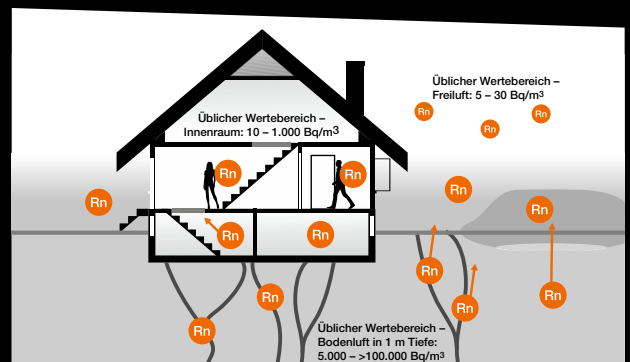 Üblicher Wertebereich –
Freiluft: 5 – 30 Bq/m³
Rn
Rn
Rn
Üblicher Wertebereich –
Innenraum: 10 – 1.000 Bq/m³
Rn
Rn
Rn
Rn
Rn
Rn
Rn
Rn
Rn
Rn
Rn
Rn
Üblicher Wertebereich –
Bodenluft in 1 m Tiefe:
5.000 – >100.000 Bq/m³
Rn